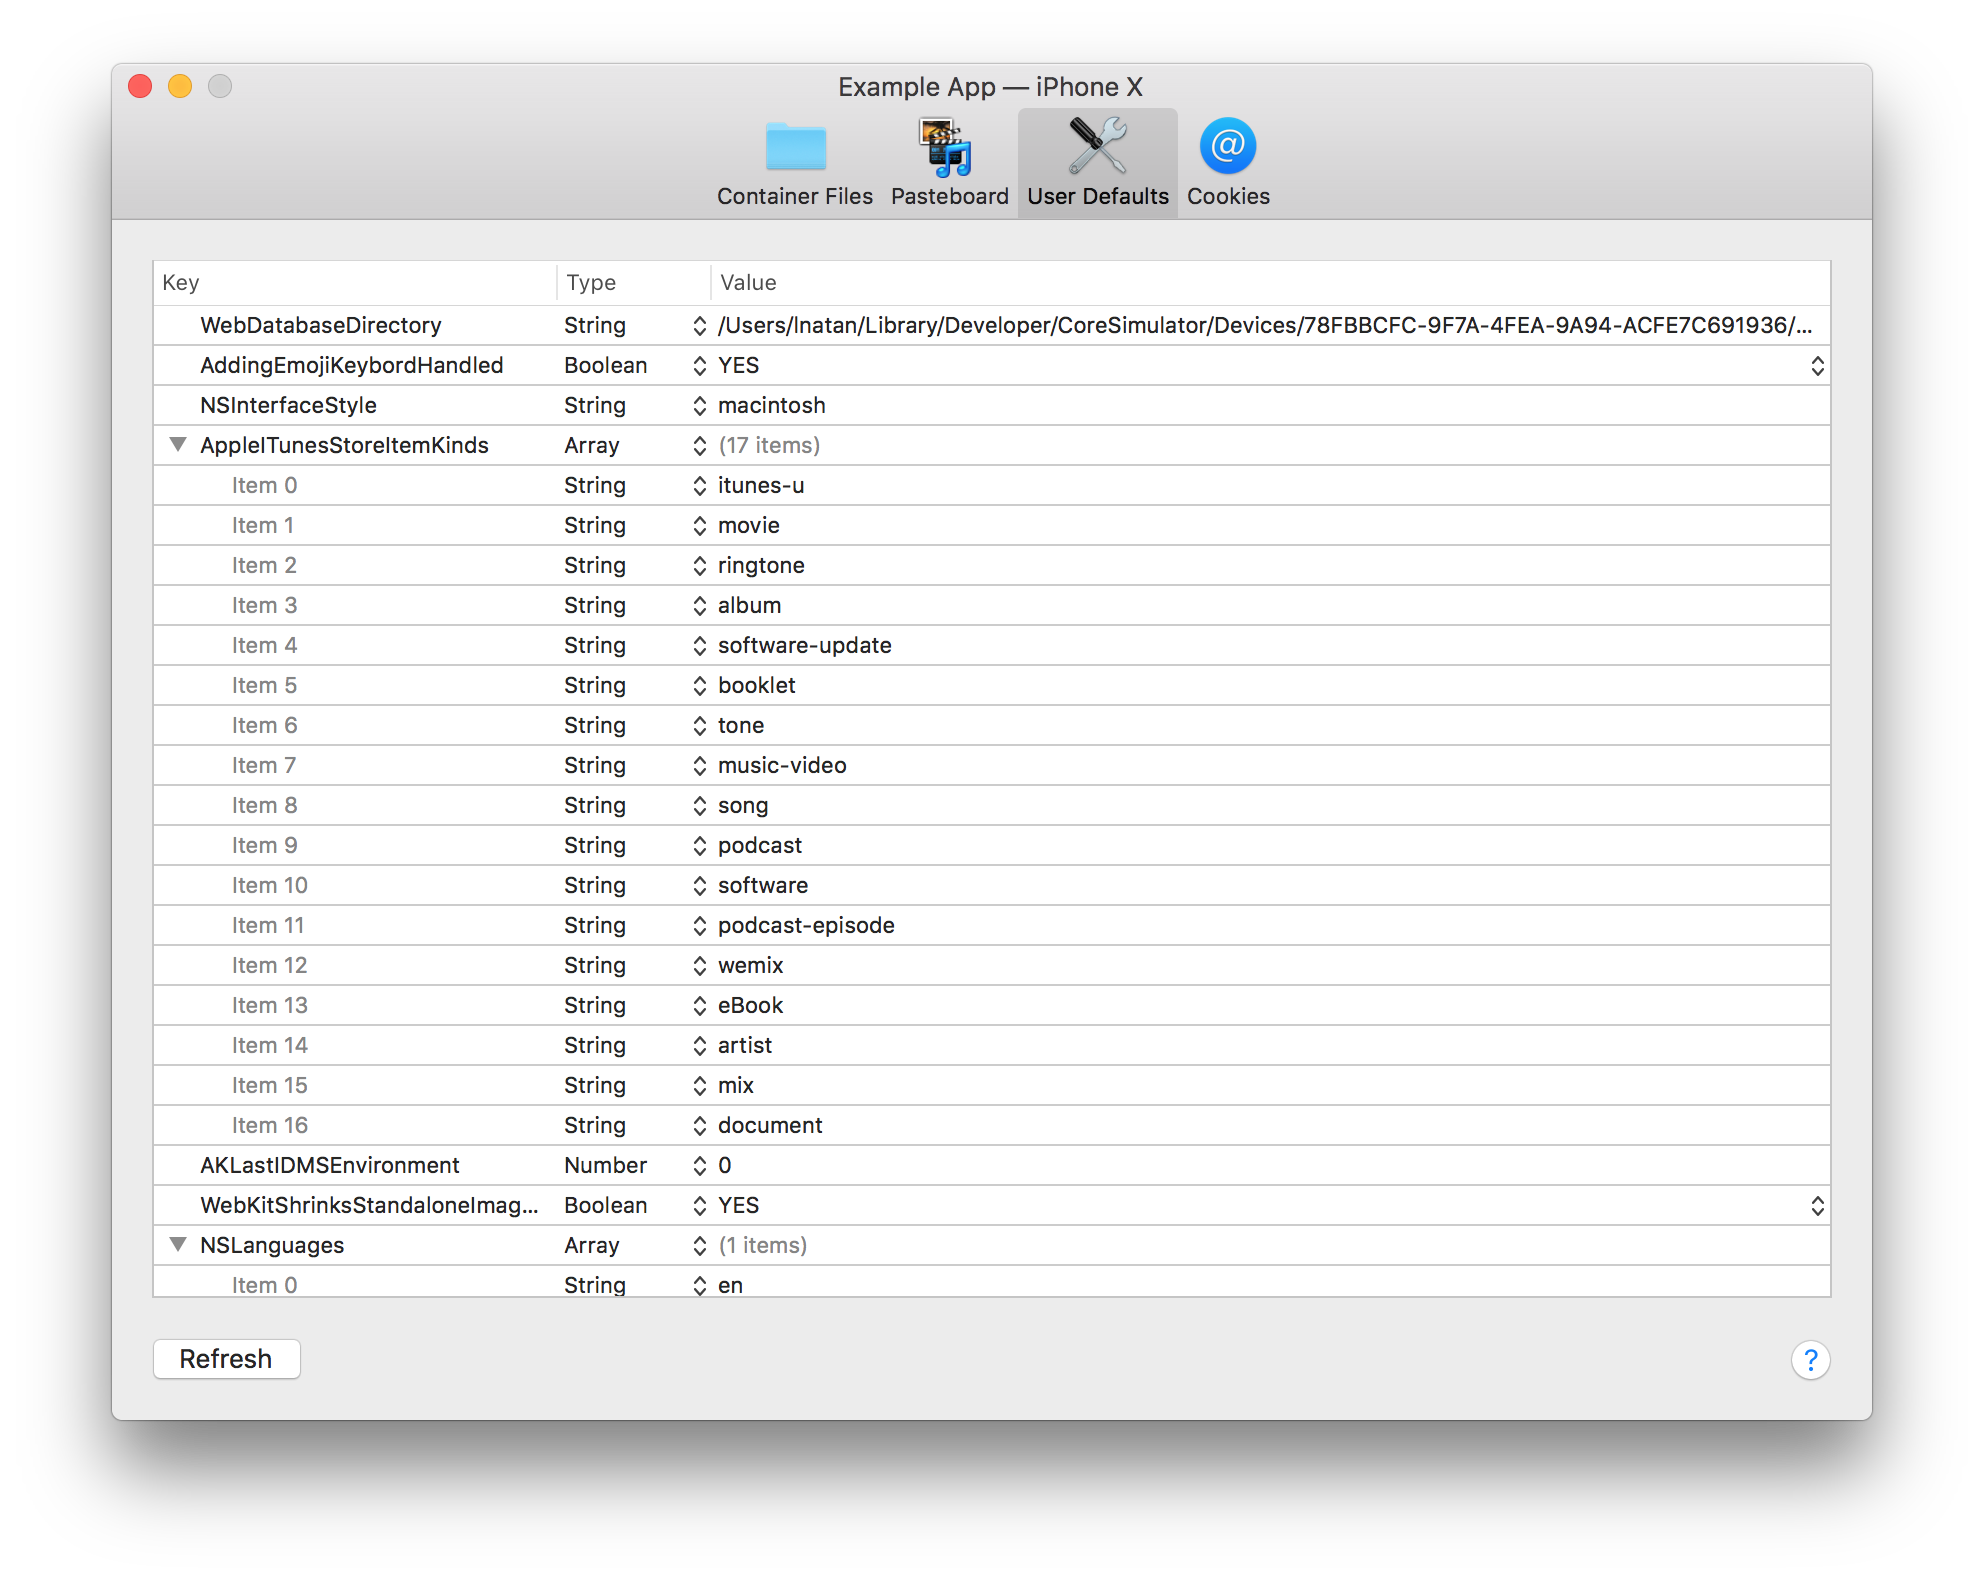 Example App — iPhone X
Container Files Pasteboard User Defaults @ Cookies
Key Type Value
WebDatabaseDirectory String /Users/lnatan/Library/Developer/CoreSimulator/Devices/78FBBCFC-9F7A-4FEA-9A94-ACFE7C691936/...
AddingEmojiKeybordHandled Boolean YES
NSInterfaceStyle String macintosh
AppleITunesStoreItemKinds Array (17 items)
Item 0 String itunes-u
Item 1 String movie
Item 2 String ringtone
Item 3 String album
Item 4 String software-update
Item 5 String booklet
Item 6 String tone
Item 7 String music-video
Item 8 String song
Item 9 String podcast
Item 10 String software
Item 11 String podcast-episode
Item 12 String wemix
Item 13 String eBook
Item 14 String artist
Item 15 String mix
Item 16 String document
AKLastIDMSEnvironment Number 0
WebKitShrinksStandaloneImag... Boolean YES
NSLanguages Array (1 items)
Item 0 String en
Refresh ?